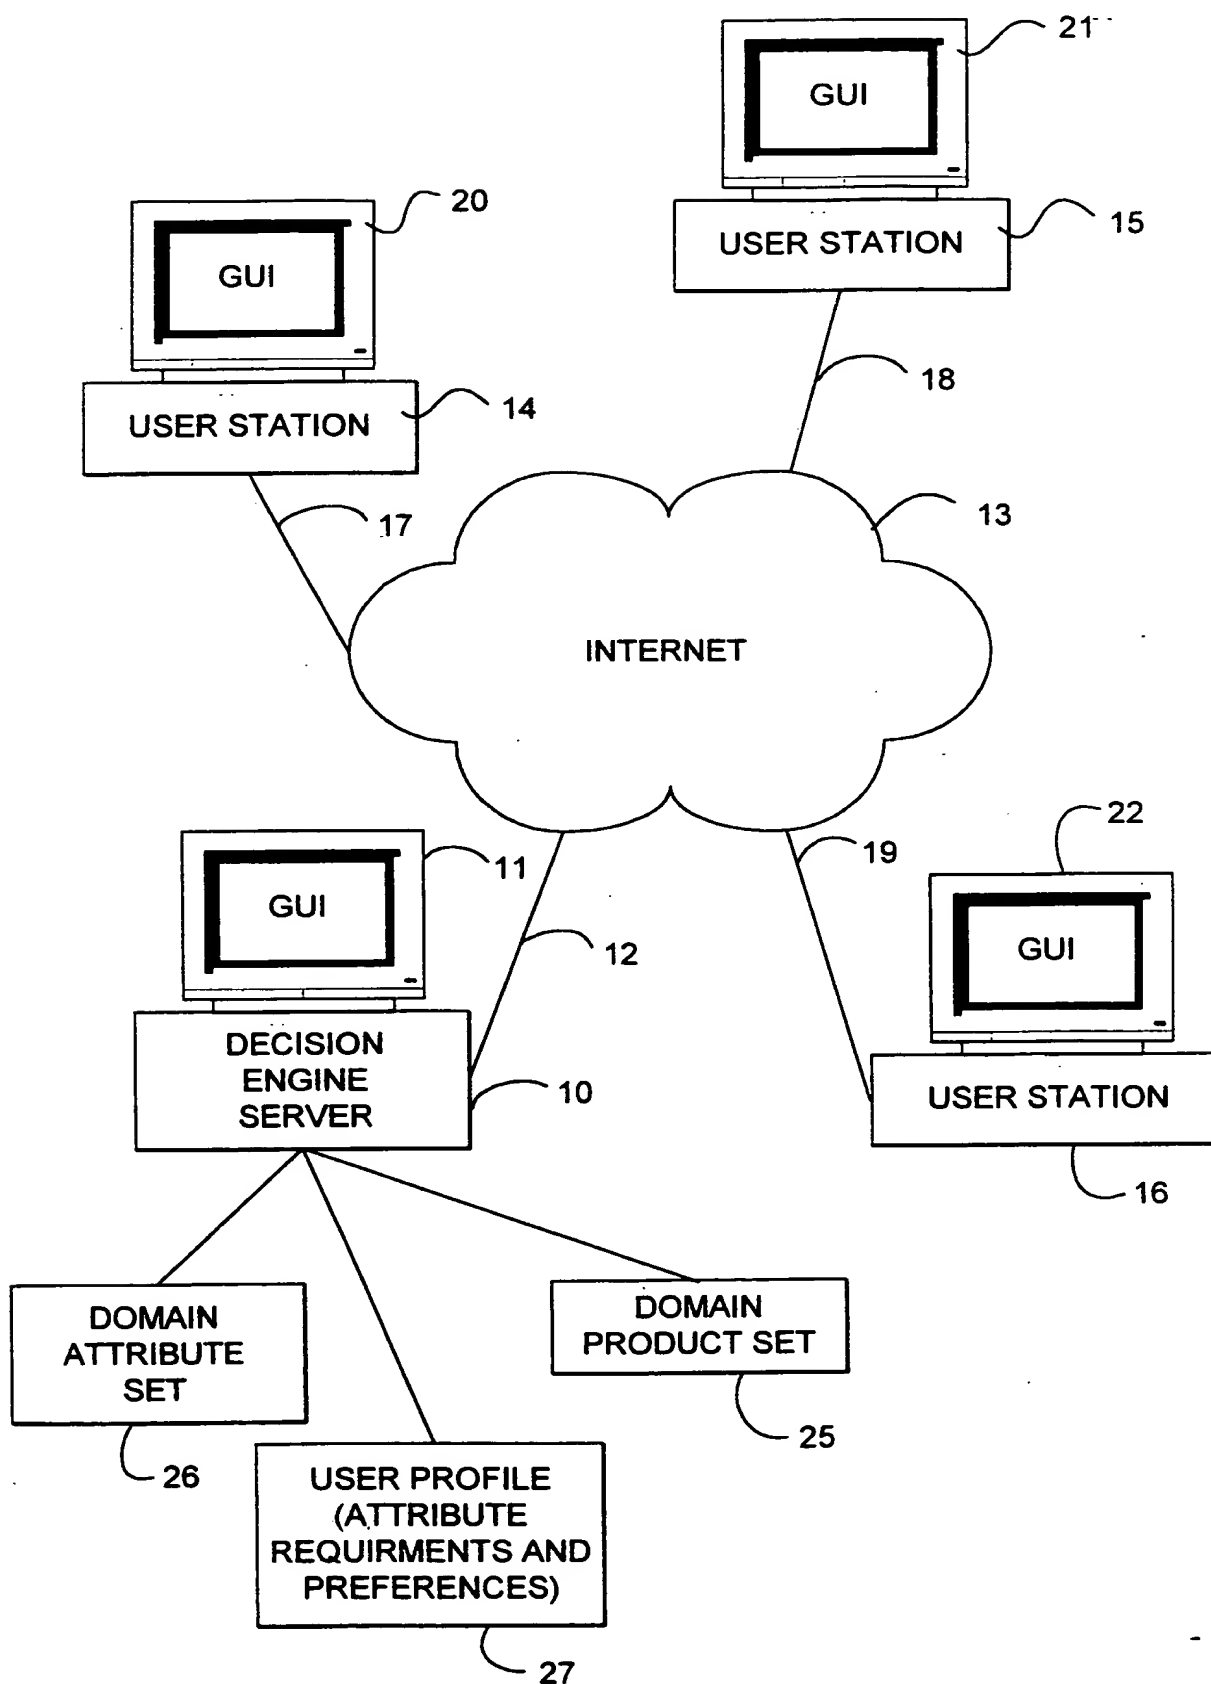 21
GUI
20
15
USER STATION
GUI
18
14
USER STATION
13
17
INTERNET
22
11
19
GUI
GUI
12
DECISION
ENGINE
SERVER
10
USER STATION
16
DOMAIN
PRODUCT SET
DOMAIN
ATTRIBUTE
SET
25
26
USER PROFILE
(ATTRIBUTE
REQUIRMENTS AND
PREFERENCES)
27